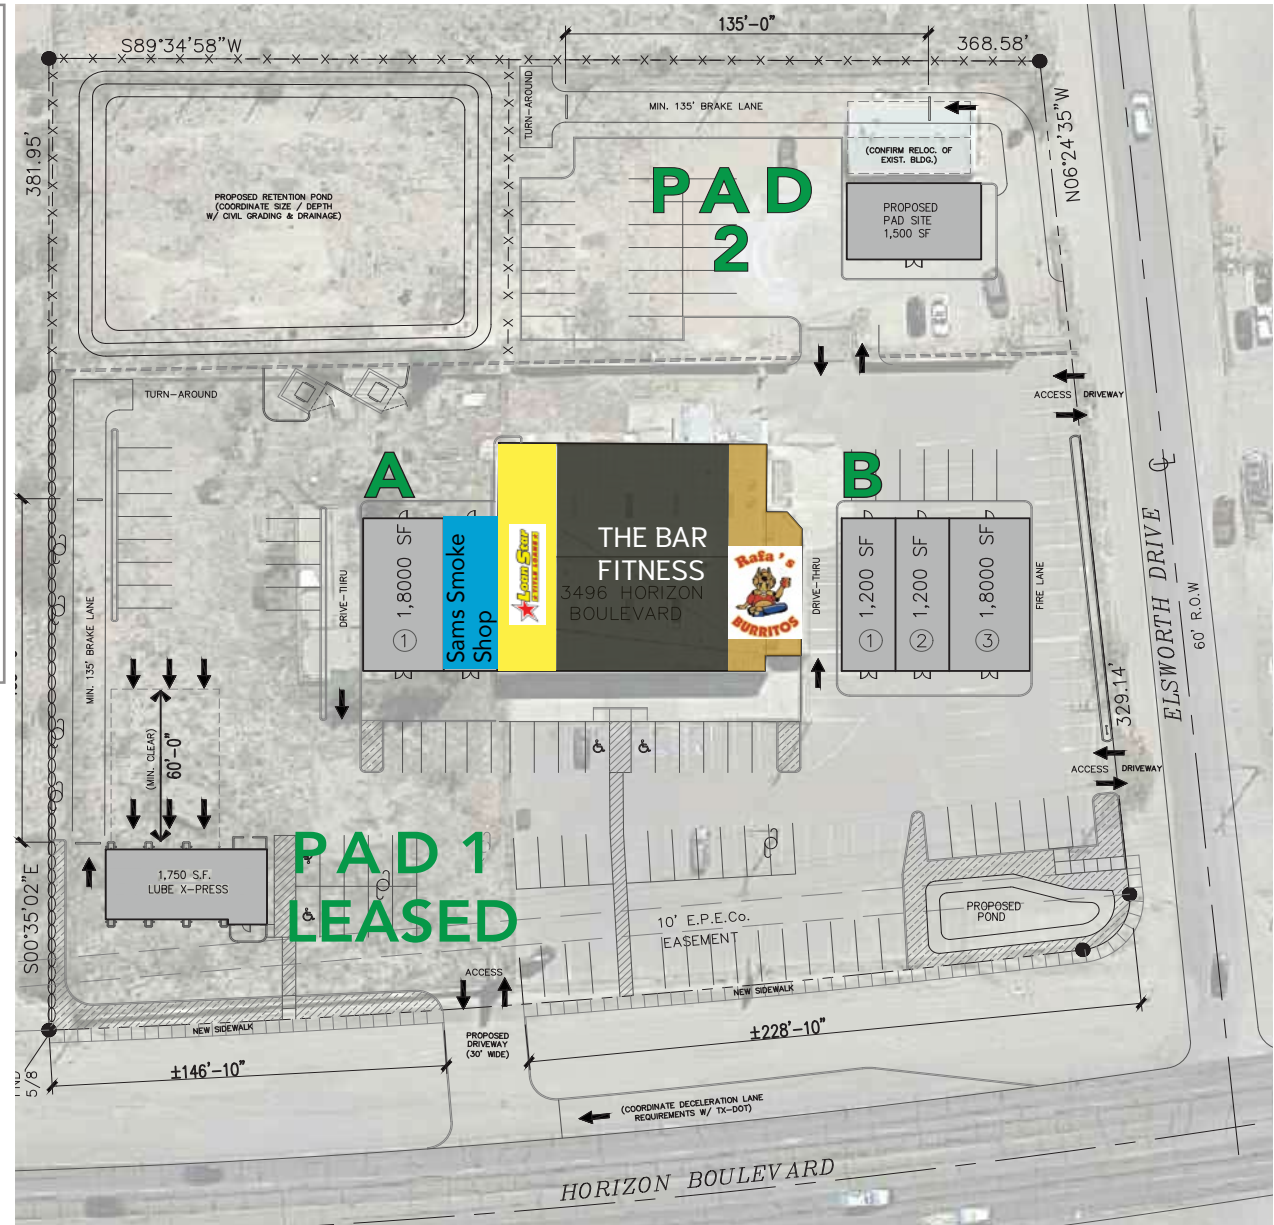 135'-0"
S89°34'58"W
368.58'
TURN-AROUND
MIN. 135' BRAKE LANE
N06°24'35"W
381.95'
(CONFIRM RELOC. OF
EXIST. BLDG.)
PROPOSED RETENTION POND
(COORDINATE SIZE / DEPTH
W/ CIVIL GRADING & DRAINAGE)
PAD
2
PROPOSED
PAD SITE
1,500 SF
TURN-AROUND
ACCESS DRIVEWAY
A
B
MIN. 135' BRAKE LANE
DRIVE-THRU
1 1,8000 SF
Sams Smoke
Shop
Loan Star
TITLE LOANS
THE BAR
FITNESS
3496 HORIZON
BOULEVARD
Rafa's
BURRITOS
DRIVE-THRU
1 1,200 SF
2 1,200 SF
3 1,8000 SF
FIRE LANE
ELSWORTH DRIVE
60' R.O.W
329.14'
(MIN. CLEAR)
60'-0"
ACCESS DRIVEWAY
PAD 1
LEASED
1,750 S.F.
LUBE X-PRESS
S00°35'02"E
10' E.P.E.Co.
EASEMENT
PROPOSED
POND
ACCESS
NEW SIDEWALK
NEW SIDEWALK
PROPOSED
DRIVEWAY
(30' WIDE)
±146'-10"
±228'-10"
5/8
(COORDINATE DECELERATION LANE
REQUIREMENTS W/ TX-DOT)
HORIZON BOULEVARD